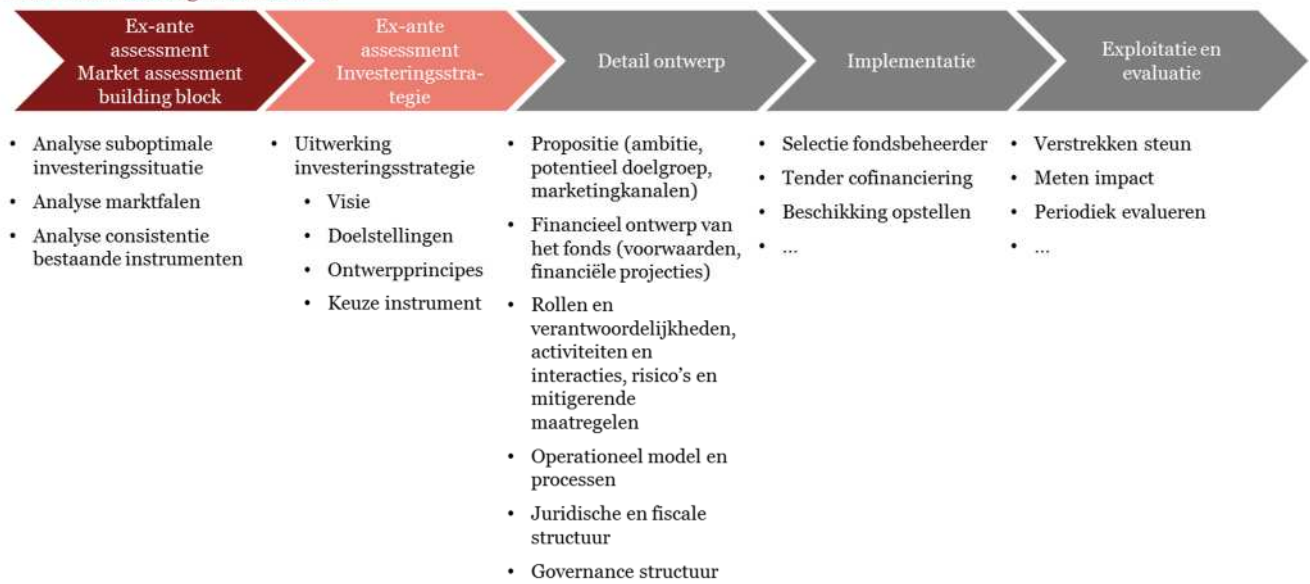 Ex-ante
assessment
Market assessment
building block
Ex-ante
assessment
Investeringsstra-
tegie
Detail ontwerp
Implementatie
Exploitatie en
evaluatie
• Analyse suboptimale
investeringssituatie
• Analyse marktfalen
• Analyse consistentie
bestaande instrumenten
• Uitwerking
investeringsstrategie
• Visie
• Doelstellingen
• Ontwerpprincipes
• Keuze instrument
• Propositie (ambitie,
potentieel doelgroep,
marketingkanalen)
• Financieel ontwerp van
het fonds (voorwaarden,
financiële projecties)
• Rollen en
verantwoordelijkheden,
activiteiten en
interacties, risico’s en
mitigerende
maatregelen
• Operationeel model en
processen
• Juridische en fiscale
structuur
• Governance structuur
• Selectie fondsbeheerder
• Tender cofinanciering
• Beschikking opstellen
• ...
• Verstrekken steun
• Meten impact
• Periodiek evalueren
• ...